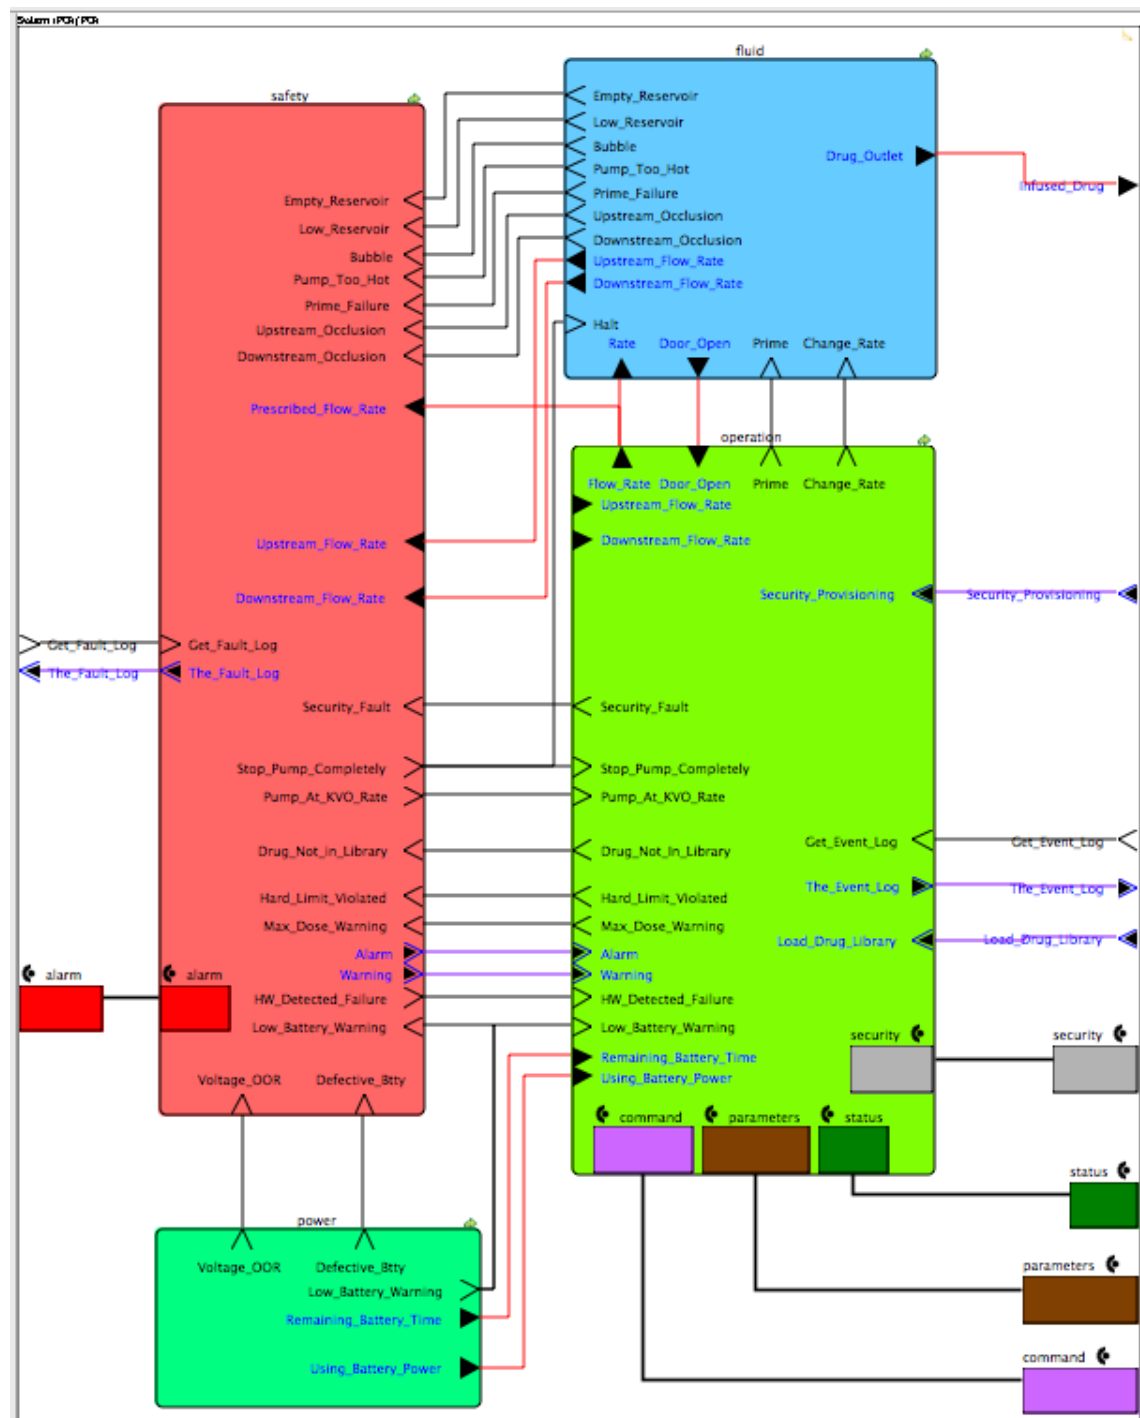 fluid
safety
Empty_Reservoir
Low_Reservoir
Bubble
Pump_Too_Hot
Prime_Failure
Upstream_Occlusion
Downstream_Occlusion
Upstream_Flow_Rate
Downstream_Flow_Rate
Halt
Rate Door_Open Prime Change_Rate
Drug_Outlet
Infused_Drug
Empty_Reservoir
Low_Reservoir
Bubble
Pump_Too_Hot
Prime_Failure
Upstream_Occlusion
Downstream_Occlusion
Prescribed_Flow_Rate
Upstream_Flow_Rate
Downstream_Flow_Rate
operation
Flow_Rate Door_Open Prime Change_Rate
Upstream_Flow_Rate
Downstream_Flow_Rate
Security_Provisioning Security_Provisioning
Get_Fault_Log Get_Fault_Log
The_Fault_Log The_Fault_Log
Security_Fault Security_Fault
Stop_Pump_Completely Stop_Pump_Completely
Pump_At_KVO_Rate Pump_At_KVO_Rate
Get_Event_Log Get_Event_Log
Drug_Not_in_Library Drug_Not_in_Library
The_Event_Log The_Event_Log
Hard_Limit_Violated Hard_Limit_Violated
Max_Dose_Warning Max_Dose_Warning
Load_Drug_Library Load_Drug_Library
Alarm Alarm
Warning Warning
alarm alarm
HW_Detected_Failure HW_Detected_Failure
Low_Battery_Warning Low_Battery_Warning
security security
Remaining_Battery_Time
Using_Battery_Power
Voltage_OOR Defective_Btty
command parameters status
status
power
Voltage_OOR Defective_Btty
Low_Battery_Warning
Remaining_Battery_Time
Using_Battery_Power
parameters
command